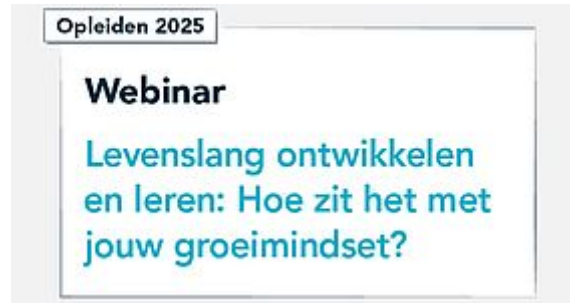 Opleiden 2025
Webinar
Levenslang ontwikkelen
en leren: Hoe zit het met
jouw groeimindset?